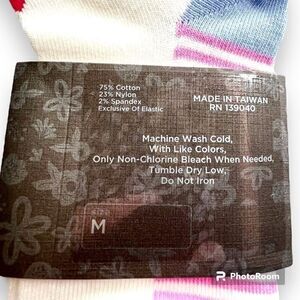 75% Cotton
23% Nylon
2% Spandex
Exclusive Of Elastic
MADE IN TAIWAN
RN 139040
Machine Wash Cold,
With Like Colors,
Only Non-Chlorine Bleach When Needed,
Tumble Dry Low,
Do Not Iron
SIZE
M
PhotoRoom